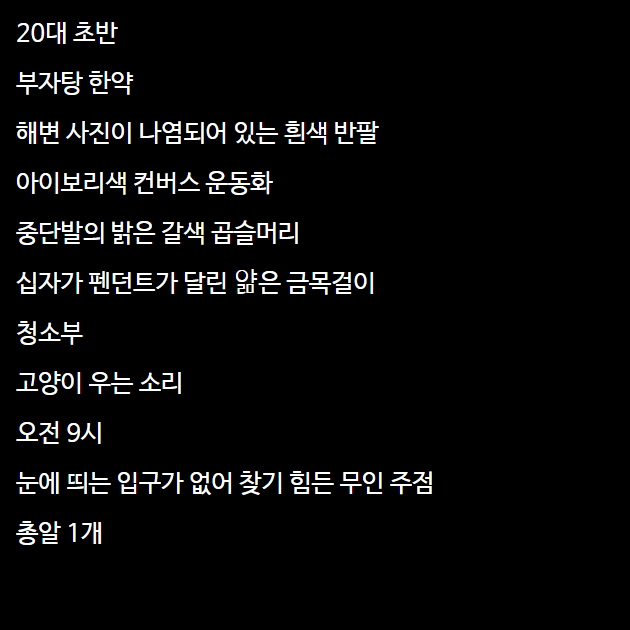 20대 초반
부자탕 한약
해변 사진이 나염되어 있는 흰색 반팔
아이보리색 컨버스 운동화
중단발의 밝은 갈색 곱슬머리
십자가 펜던트가 달린 얇은 금목걸이
청소부
고양이 우는 소리
오전 9시
눈에 띄는 입구가 없어 찾기 힘든 무인 주점
총알 1개